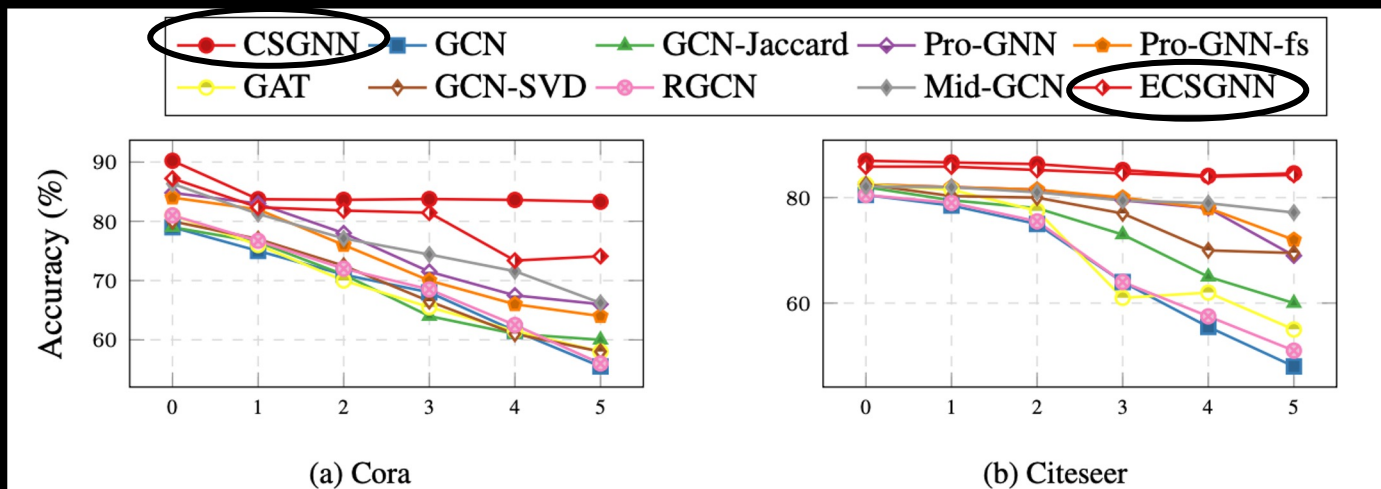 CSGNN GCN GCN-Jaccard Pro-GNN Pro-GNN-fs
GAT GCN-SVD RGCN Mid-GCN ECSGNN
Accuracy (%)
90
80
70
60
0 1 2 3 4 5
(a) Cora
80
60
0 1 2 3 4 5
(b) Citeseer